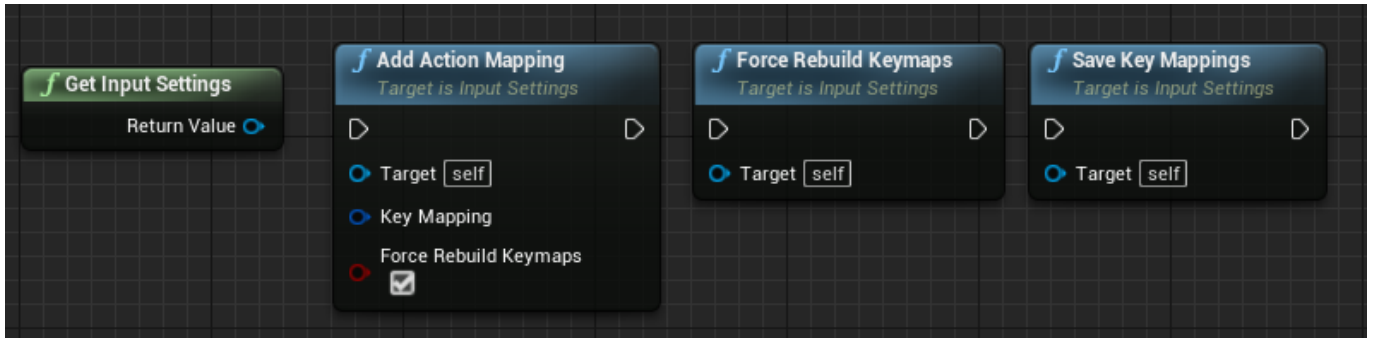 f Get Input Settings
Return Value
f Add Action Mapping
Target is Input Settings
Target self
Key Mapping
Force Rebuild Keymaps
f Force Rebuild Keymaps
Target is Input Settings
Target self
f Save Key Mappings
Target is Input Settings
Target self